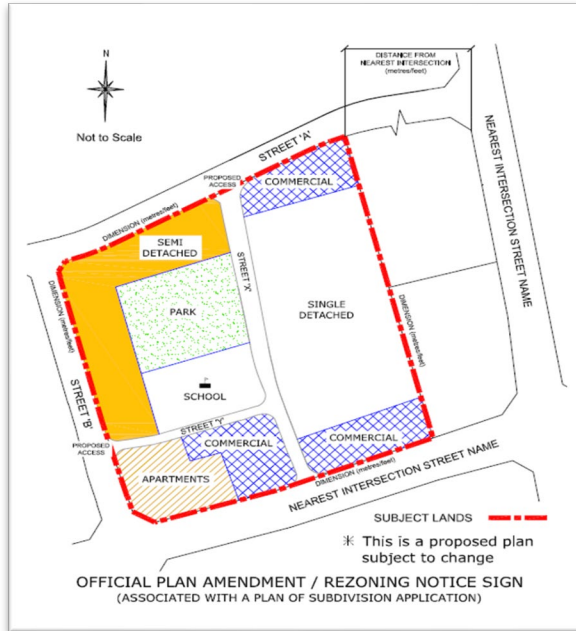 N
Not to Scale
DISTANCE FROM
NEAREST INTERSECTION
(metres/feet)
STREET 'A'
PROPOSED
ACCESS
COMMERCIAL
DIMENSION (metres/feet)
SEMI
DETACHED
STREET 'X'
NEAREST INTERSECTION STREET NAME
DIMENSION (metres/feet)
PARK
SINGLE
DETACHED
DIMENSION (metres/feet)
STREET 'B'
SCHOOL
STREET 'Y'
PROPOSED
ACCESS
COMMERCIAL
COMMERCIAL
APARTMENTS
DIMENSION (metres/feet)
NEAREST INTERSECTION STREET NAME
SUBJECT LANDS
* This is a proposed plan
subject to change
OFFICIAL PLAN AMENDMENT / REZONING NOTICE SIGN
(ASSOCIATED WITH A PLAN OF SUBDIVISION APPLICATION)